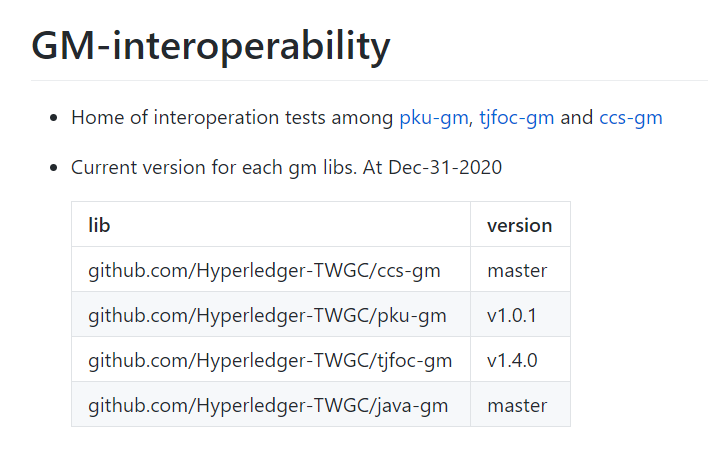 GM-interoperability
Home of interoperation tests among pku-gm, tjfoc-gm and ccs-gm
Current version for each gm libs. At Dec-31-2020
lib version
github.com/Hyperledger-TWGC/ccs-gm master
github.com/Hyperledger-TWGC/pku-gm v1.0.1
github.com/Hyperledger-TWGC/tjfoc-gm v1.4.0
github.com/Hyperledger-TWGC/java-gm master